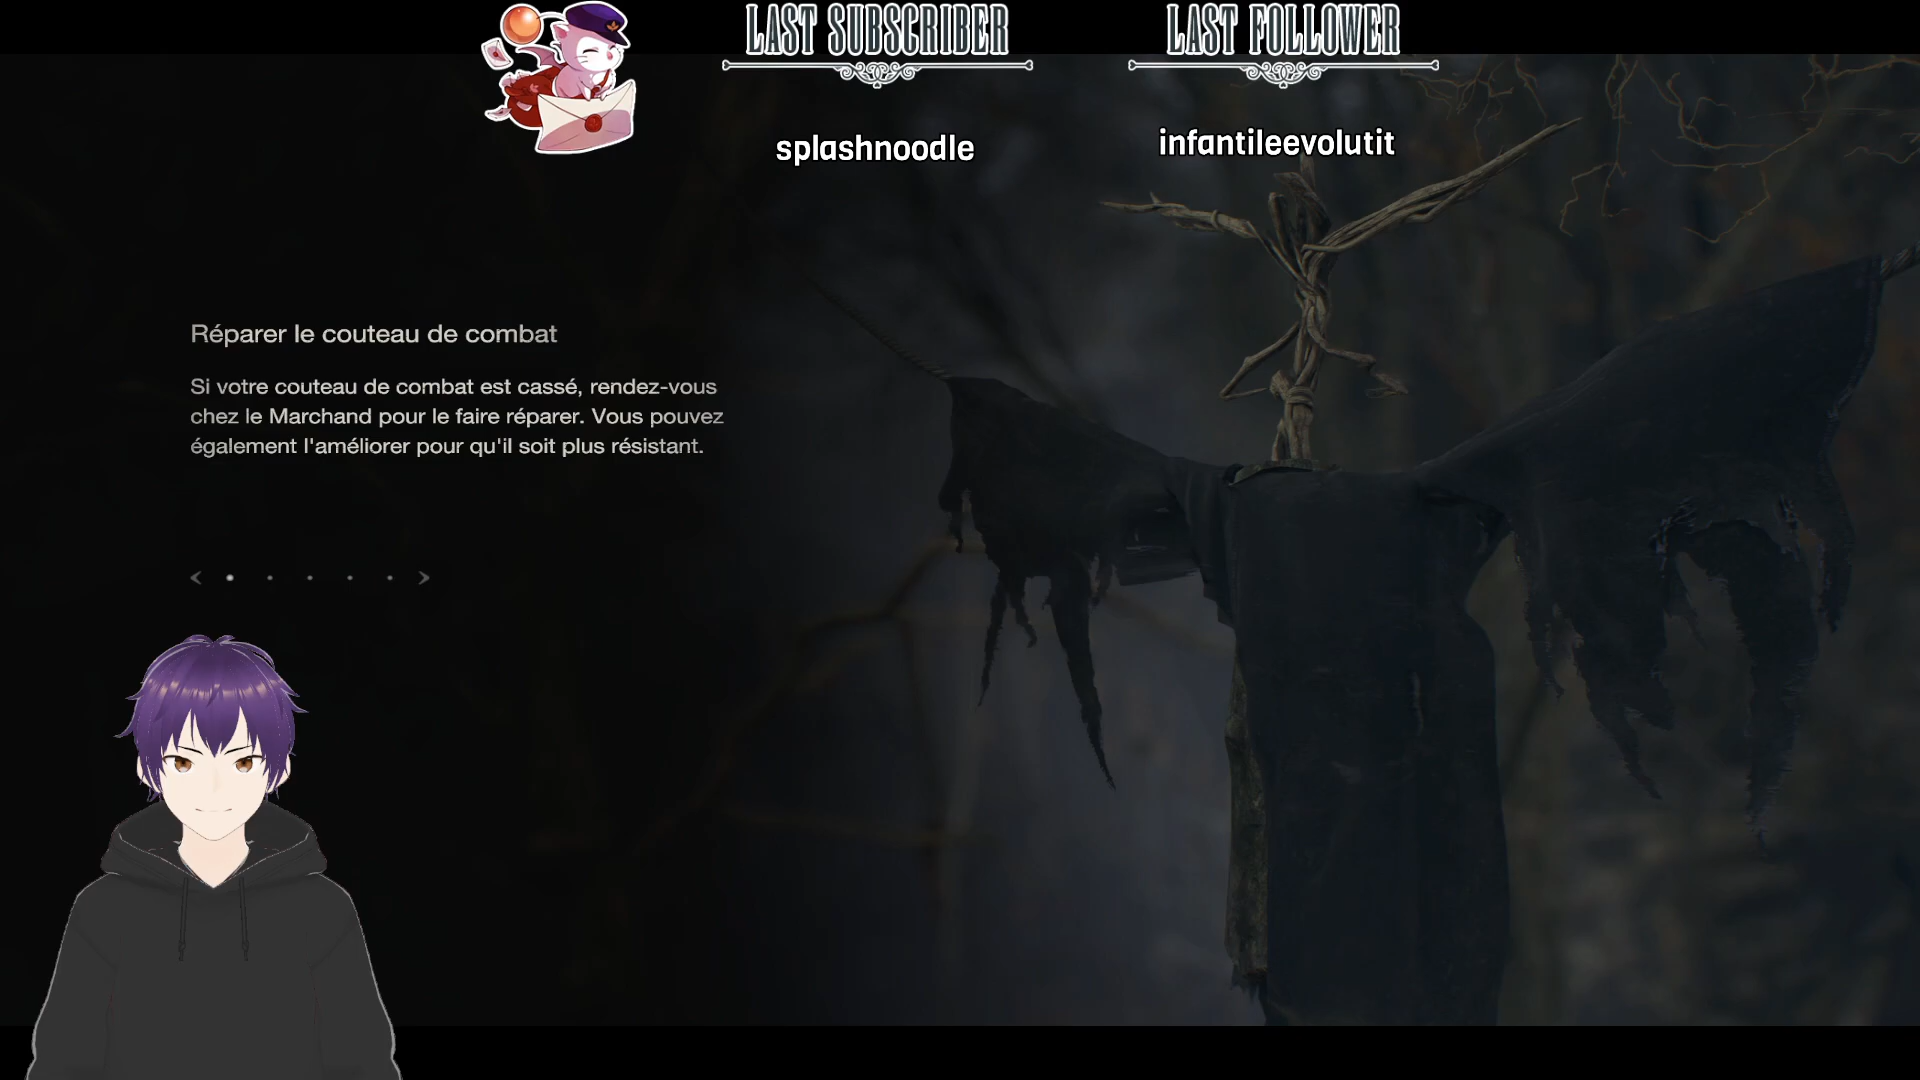 LAST SUBSCRIBER
LAST FOLLOWER
splashnoodle
infantileevolutit
Réparer le couteau de combat
Si votre couteau de combat est cassé, rendez-vous
chez le Marchand pour le faire réparer. Vous pouvez
également l'améliorer pour qu'il soit plus résistant.